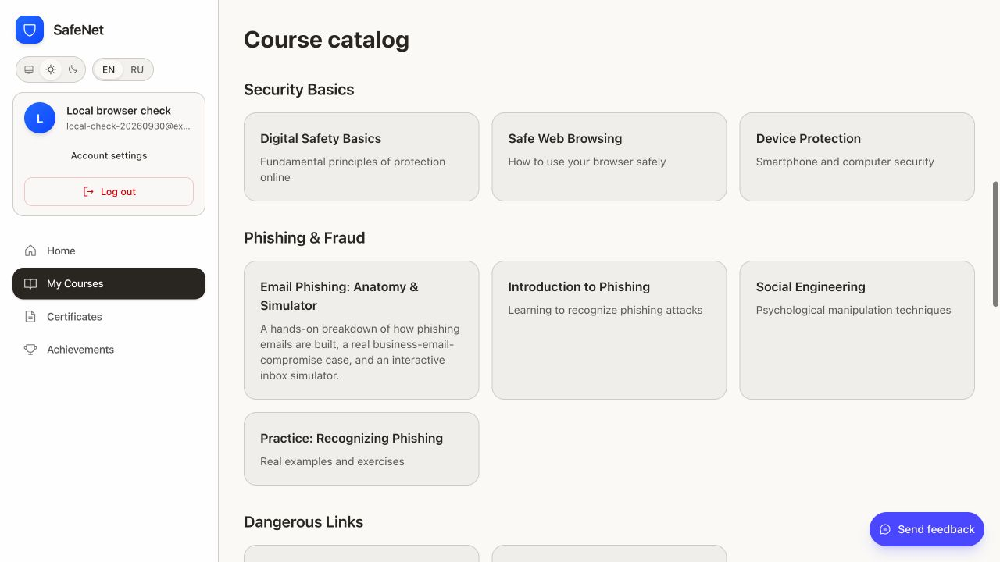 SafeNet
EN RU
L
Local browser check
local-check-20260930@ex...
Account settings
Log out
Home
My Courses
Certificates
Achievements
Course catalog
Security Basics
Digital Safety Basics
Fundamental principles of protection
online
Safe Web Browsing
How to use your browser safely
Device Protection
Smartphone and computer security
Phishing & Fraud
Email Phishing: Anatomy &
Simulator
A hands-on breakdown of how phishing
emails are built, a real business-email-
compromise case, and an interactive
inbox simulator.
Introduction to Phishing
Learning to recognize phishing attacks
Social Engineering
Psychological manipulation techniques
Practice: Recognizing Phishing
Real examples and exercises
Dangerous Links
Send feedback